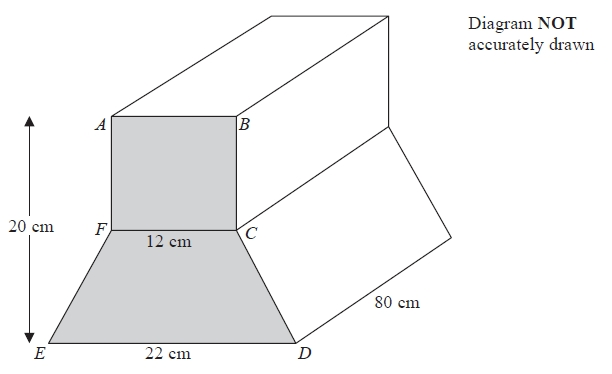 Diagram NOT
accurately drawn
A
B
20 cm
F
12 cm
C
80 cm
E
22 cm
D